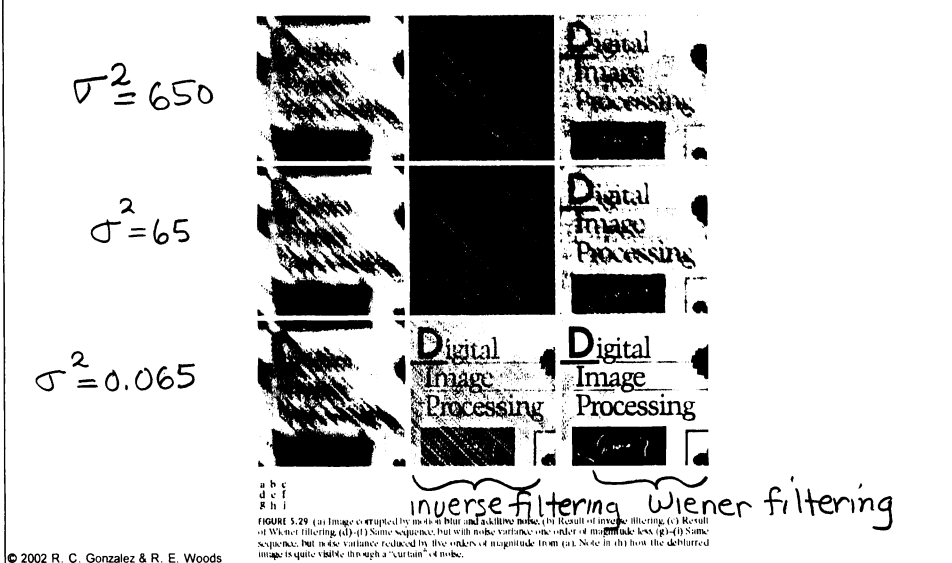 σ² = 650
Digital
Image
Processing
σ² = 65
Digital
Image
Processing
σ² = 0.065
Digital
Image
Processing
Digital
Image
Processing
a b c
d e f
g h i
inverse filtering Wiener filtering
FIGURE 5.29 (a) Image corrupted by motion blur and additive noise. (b) Result of inverse filtering. (c) Result
of Wiener filtering. (d)–(f) Same sequence, but with noise variance one order of magnitude less. (g)–(i) Same
sequence, but noise variance reduced by five orders of magnitude from (a). Note in (h) how the deblurred
image is quite visible through a "curtain" of noise.
© 2002 R. C. Gonzalez & R. E. Woods